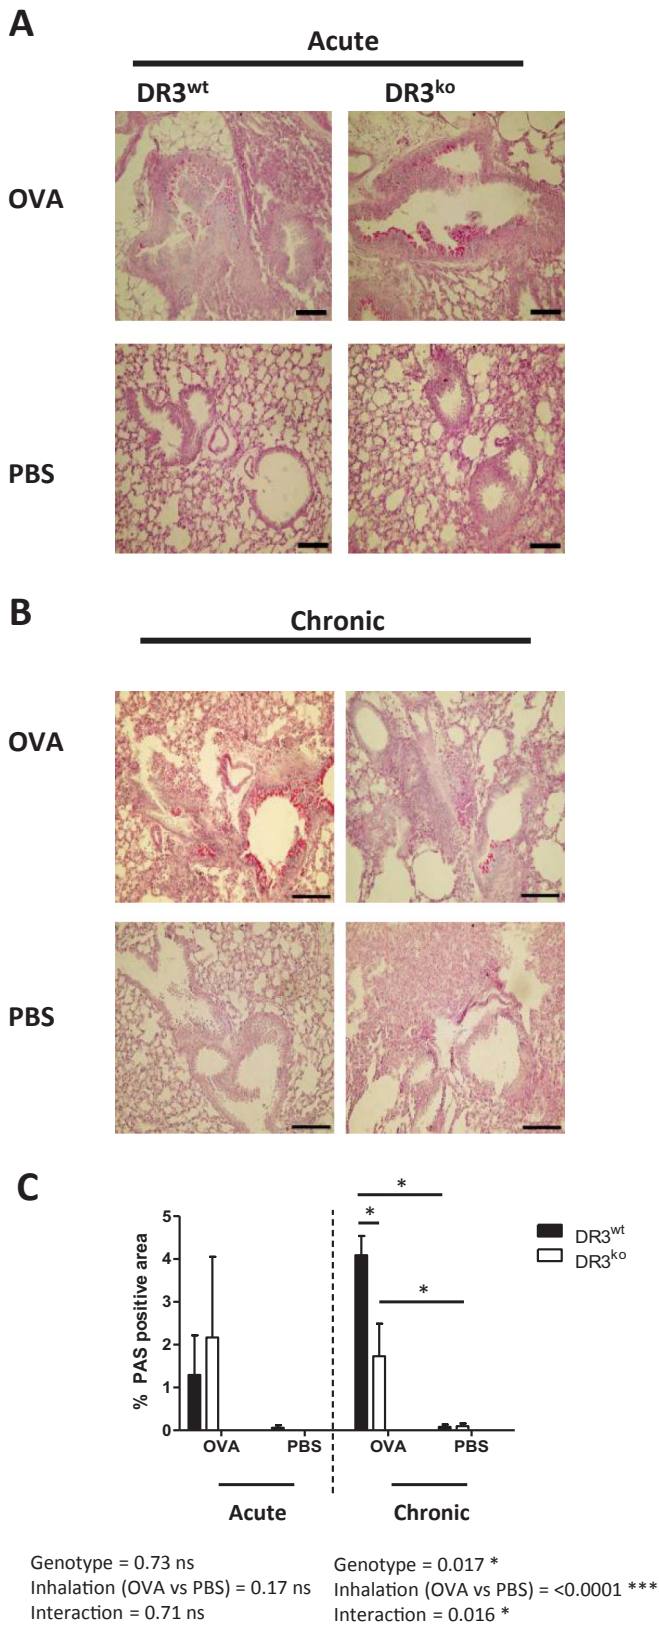 A
Acute
DR3wt DR3ko
OVA
PBS
B
Chronic
OVA
PBS
C
* 
*
*
5
4
3
2
1
0
% PAS positive area
DR3wt
DR3ko
OVA PBS OVA PBS
Acute Chronic
Genotype = 0.73 ns
Inhalation (OVA vs PBS) = 0.17 ns
Interaction = 0.71 ns
Genotype = 0.017 *
Inhalation (OVA vs PBS) = <0.0001 ***
Interaction = 0.016 *